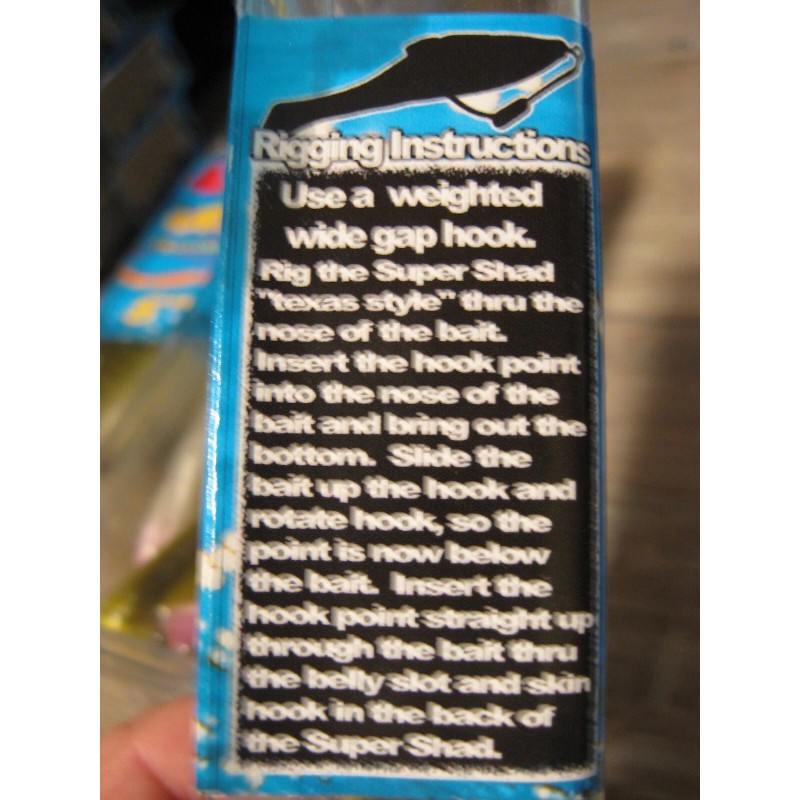 Rigging Instructions
Use a weighted
wide gap hook.
Rig the Super Shad
"texas style" thru the
nose of the bait.
Insert the hook point
into the nose of the
bait and bring out the
bottom. Slide the
bait up the hook and
rotate hook, so the
point is now below
the bait. Insert the
hook point straight up
through the bait thru
the belly slot and skin
hook in the back of
the Super Shad.